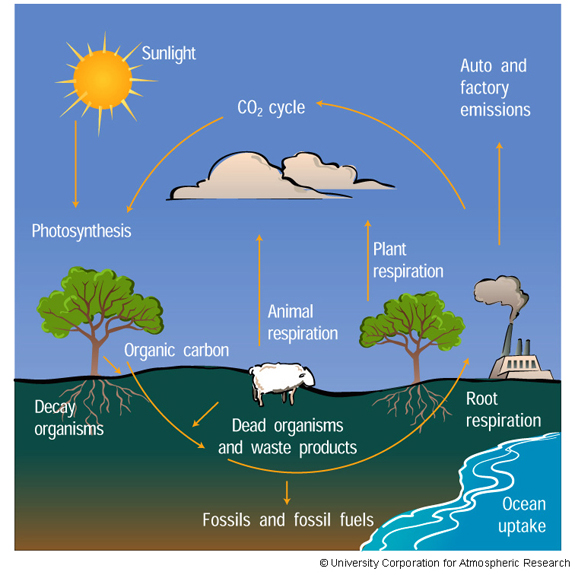 Sunlight
Auto and
factory
emissions
CO₂ cycle
Photosynthesis
Plant
respiration
Animal
respiration
Organic carbon
Decay
organisms
Dead organisms
and waste products
Root
respiration
Fossils and fossil fuels
Ocean
uptake
© University Corporation for Atmospheric Research